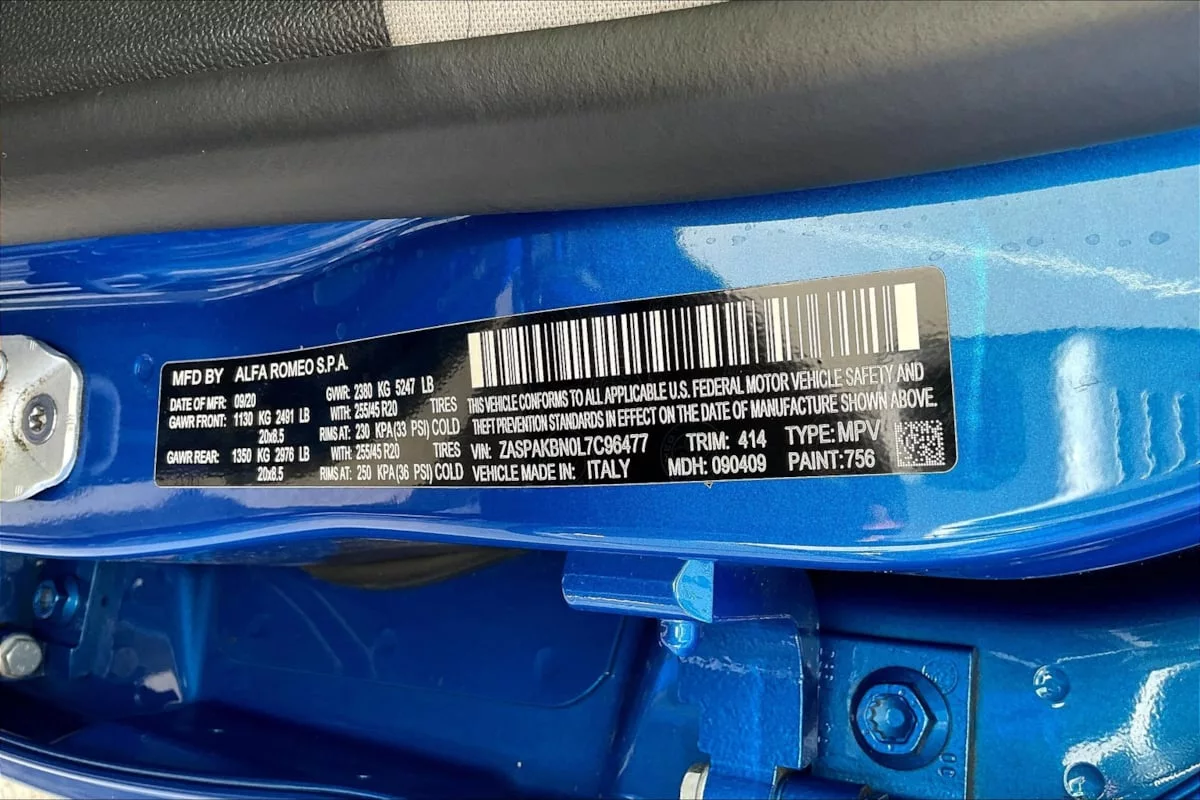 MFD BY ALFA ROMEO S.P.A.
DATE OF MFR: 09/20 GVWR: 2380 KG 5247 LB
GAWR FRONT: 1130 KG 2491 LB WITH: 255/45 R20 TIRES
20x8.5 RIMS AT: 230 KPA(33 PSI) COLD
GAWR REAR: 1350 KG 2976 LB WITH: 255/45 R20 TIRES
20x8.5 RIMS AT: 250 KPA(36 PSI) COLD
THIS VEHICLE CONFORMS TO ALL APPLICABLE U.S. FEDERAL MOTOR VEHICLE SAFETY AND
THEFT PREVENTION STANDARDS IN EFFECT ON THE DATE OF MANUFACTURE SHOWN ABOVE.
VIN: ZASPAKBN0L7C96477 TRIM: 414 TYPE: MPV
VEHICLE MADE IN: ITALY MDH: 090409 PAINT:756